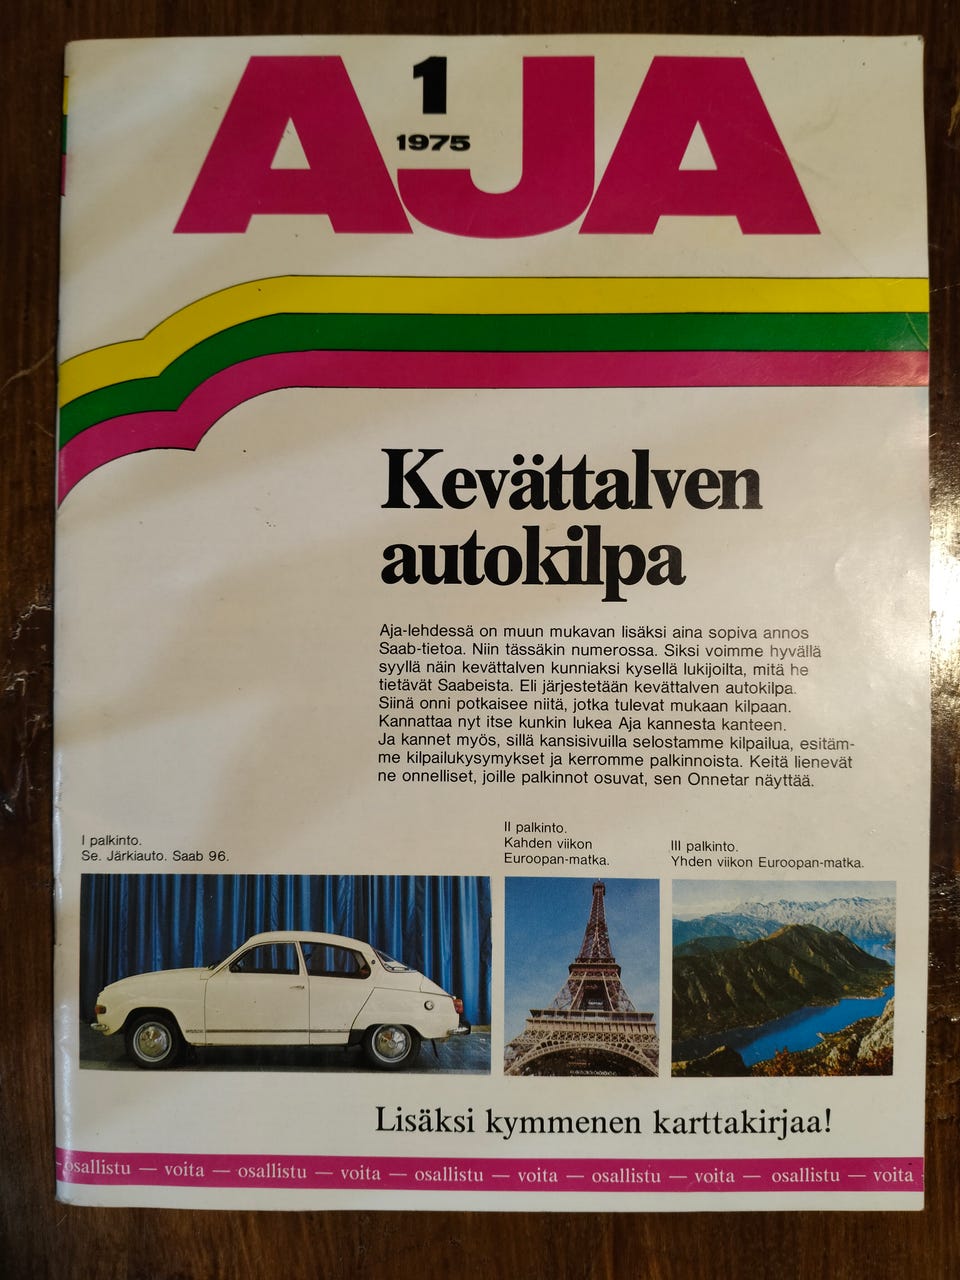 AJA
1
1975
Kevättalven
autokilpa
Aja-lehdessä on muun mukavan lisäksi aina sopiva annos
Saab-tietoa. Niin tässäkin numerossa. Siksi voimme hyvällä
syyllä näin kevättalven kunniaksi kysellä lukijoilta, mitä he
tietävät Saabeista. Eli järjestetään kevättalven autokilpa.
Siinä onni potkaisee niitä, jotka tulevat mukaan kilpaan.
Kannattaa nyt itse kunkin lukea Aja kannesta kanteen.
Ja kannet myös, sillä kansisivuilla selostamme kilpailua, esitäm-
me kilpailukysymykset ja kerromme palkinnoista. Keitä lienevät
ne onnelliset, joille palkinnot osuvat, sen Onnetar näyttää.
I palkinto.
Se. Järkiauto. Saab 96.
II palkinto.
Kahden viikon
Euroopan-matka.
III palkinto.
Yhden viikon Euroopan-matka.
Lisäksi kymmenen karttakirjaa!
osallistu — voita — osallistu — voita — osallistu — voita — osallistu — voita — osallistu — voita